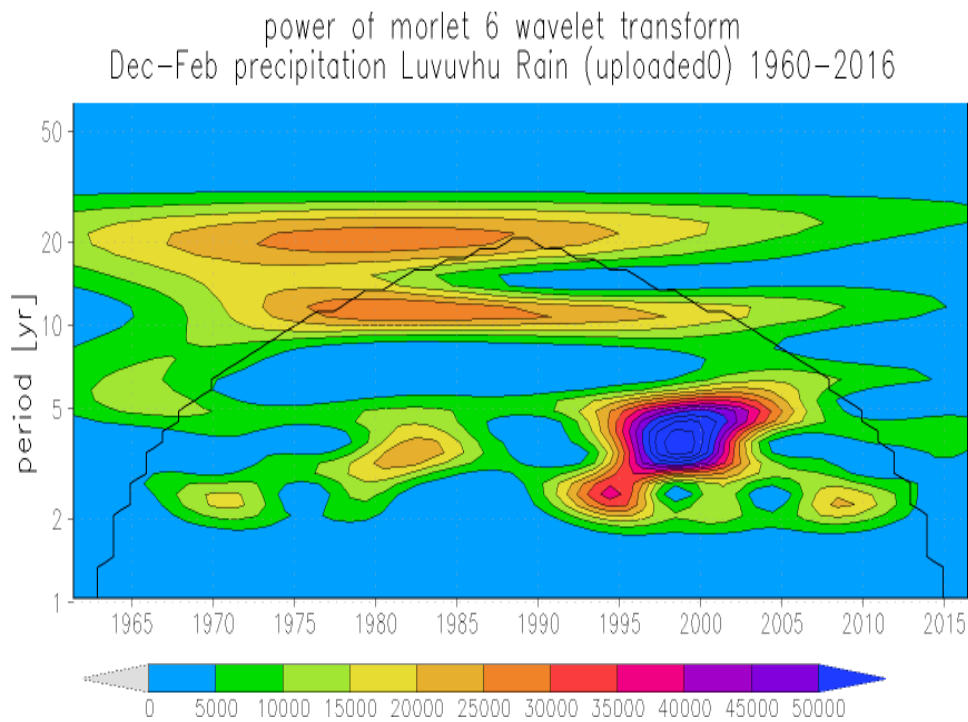 power of morlet 6 wavelet transform
Dec-Feb precipitation Luvuvhu Rain (uploaded0) 1960-2016
period [yr]
50
20
10
5
2
1
1965 1970 1975 1980 1985 1990 1995 2000 2005 2010 2015
0 5000 10000 15000 20000 25000 30000 35000 40000 45000 50000